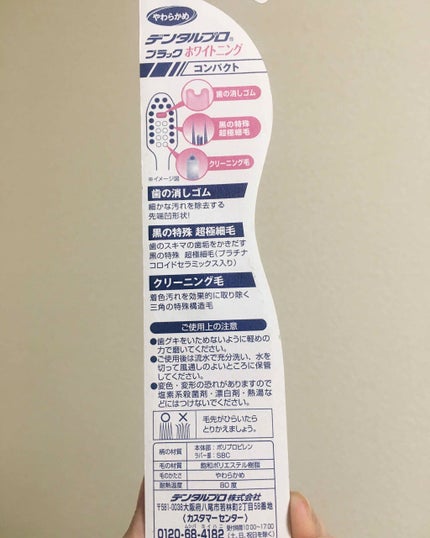 やわらかめ
デンタルプロ®
ブラック ホワイトニング
コンパクト
歯の消しゴム
黒の特殊
超極細毛
クリーニング毛
※イメージ図
歯の消しゴム
細かな汚れを除去する
先端凹形状!
黒の特殊 超極細毛
歯のスキマの歯垢をかきだす
黒の特殊 超極細毛(プラチナ
コロイドセラミックス入り)
クリーニング毛
着色汚れを効果的に取り除く
三角の特殊構造毛
ご使用上の注意
●歯グキをいためないように軽めの
力で磨いてください。
●ご使用後は流水で充分洗い、水を
切って風通しのよいところに保管
してください。
●変色・変形の恐れがありますので
塩素系殺菌剤・漂白剤・熱湯な
どにはつけないでください。
毛先がひらいたら
とりかえましょう。
柄の材質 本体部:ポリプロピレン
ラバー部:SBC
毛の材質 飽和ポリエステル樹脂
毛のかたさ やわらかめ
耐熱温度 80度
デンタルプロ株式会社
〒581-0038大阪府八尾市若林町2丁目58番地
〈カスタマーセンター〉
0120-68-4182 受付時間10:00~17:00
(土、日、祝日を除く)